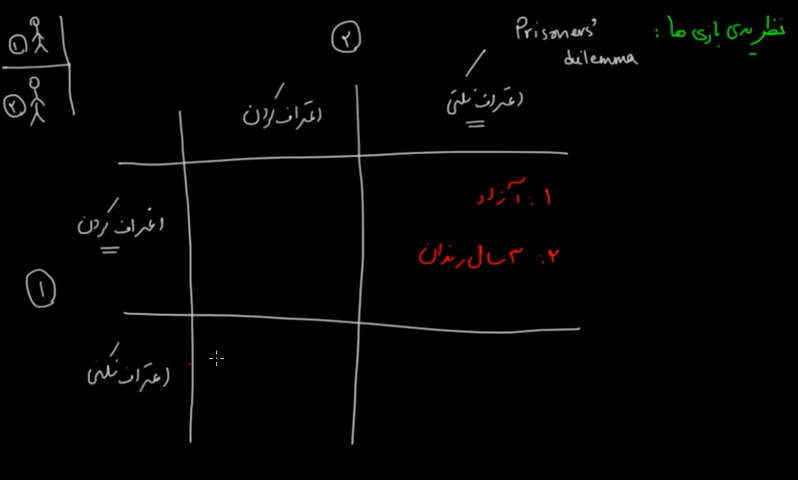 نظریه‌ی بازی ها :
Prisoners'
dilemma
۱
۲
۲
اعتراف کردن
اعتراف نکنی
اعتراف کردن
۱ : آزاد
۲ : ۳ سال زندان
۱
اعتراف نکنی